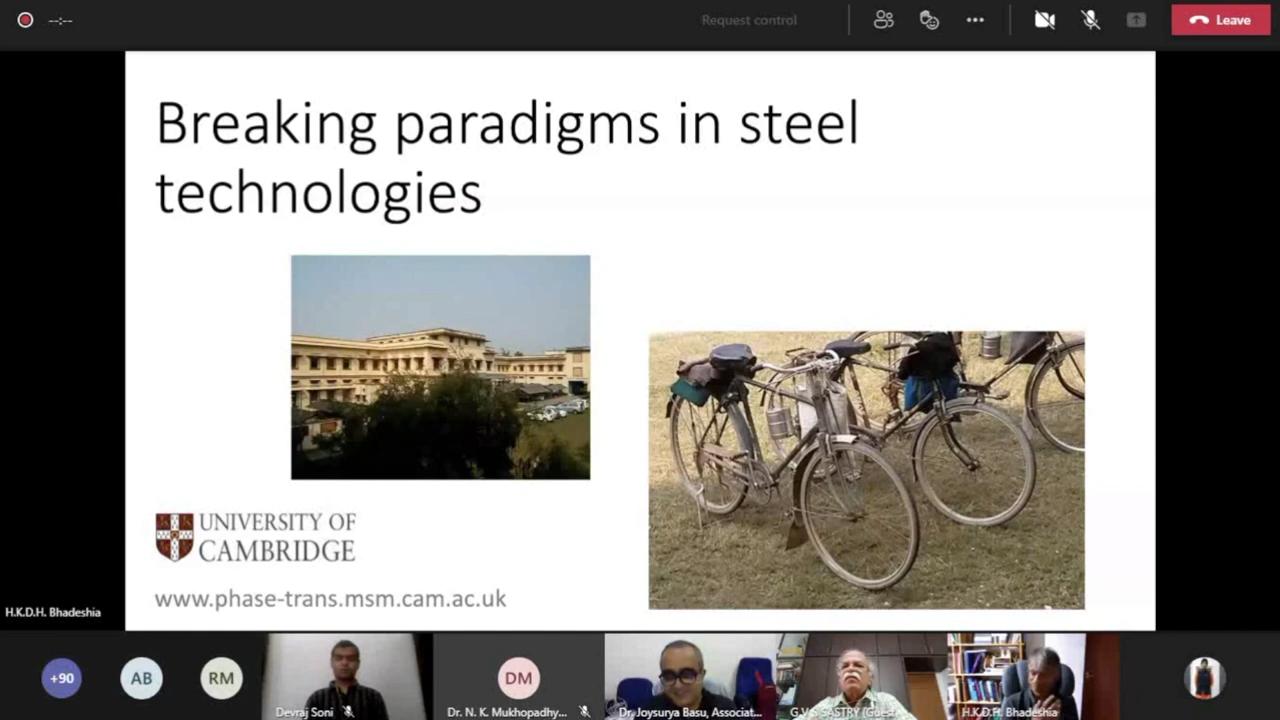 --:--
Request control
Leave
Breaking paradigms in steel
technologies
UNIVERSITY OF
CAMBRIDGE
www.phase-trans.msm.cam.ac.uk
H.K.D.H. Bhadeshia
+90
AB
RM
Devraj Soni
DM
Dr. N. K. Mukhopadhy...
Dr. Joysurya Basu, Associat...
G.V.S SASTRY (Guest...
H.K.D.H. Bhadeshia